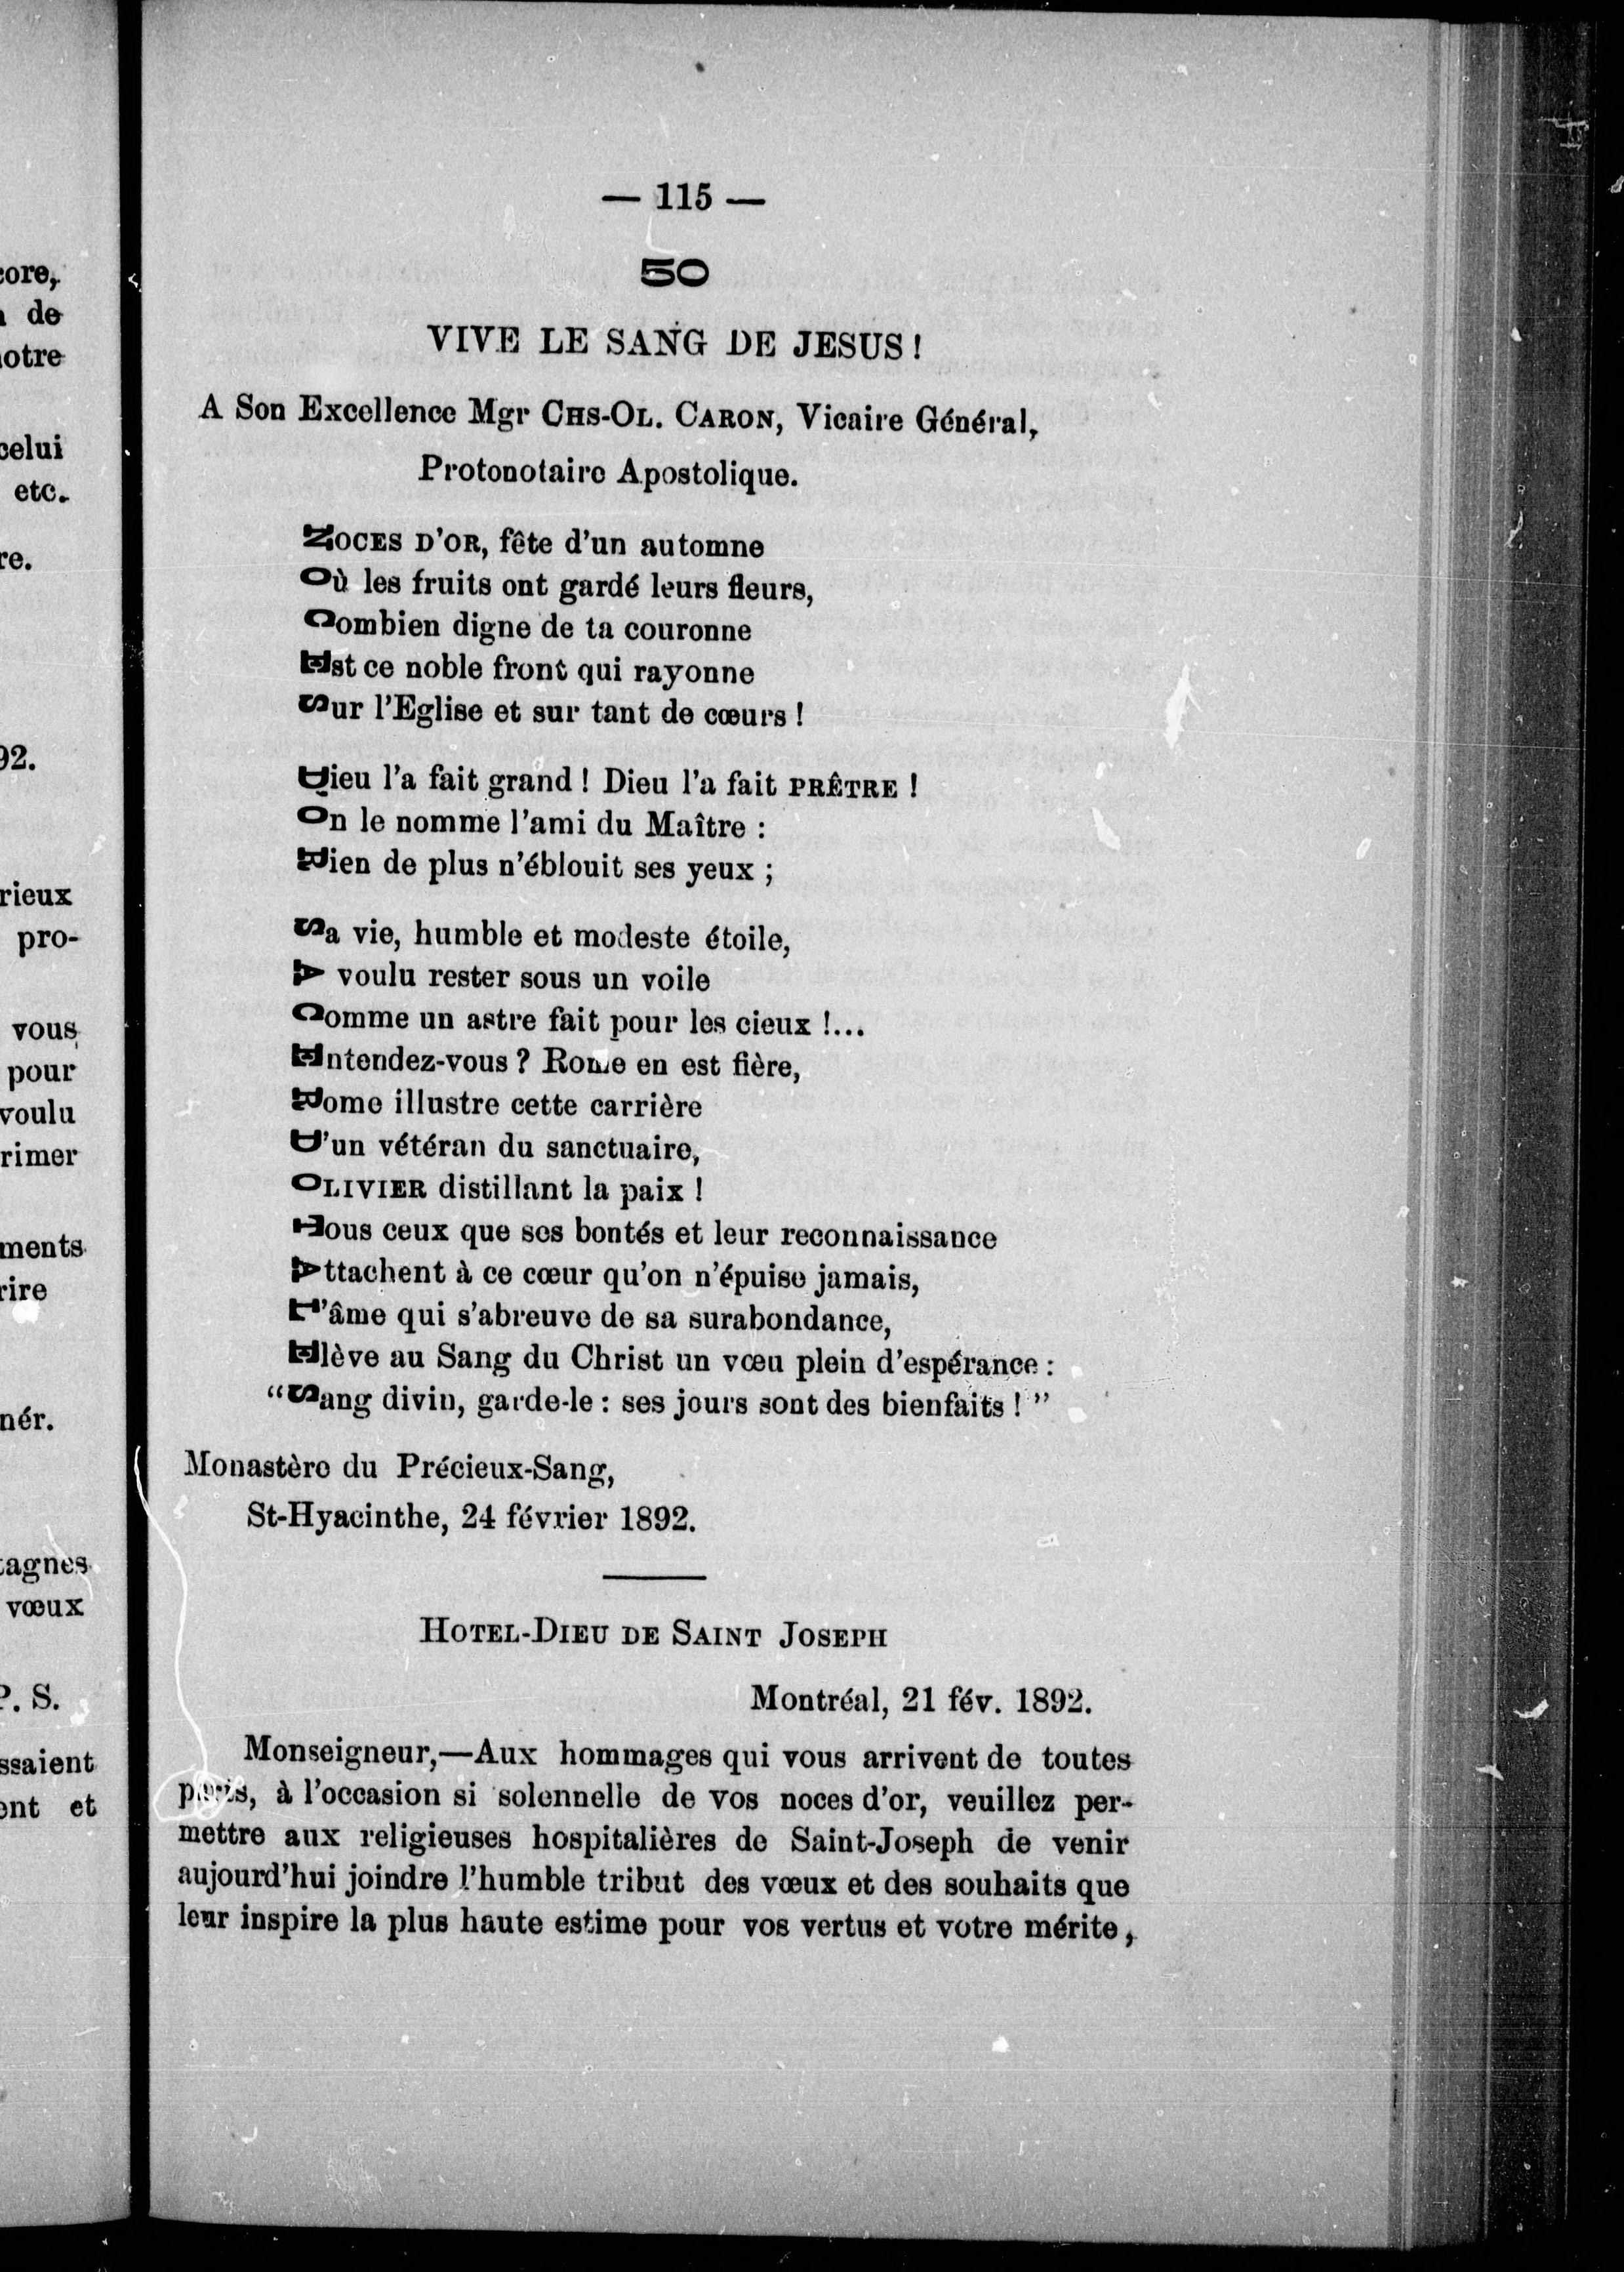 — 115 —
50
VIVE LE SANG DE JESUS !
A Son Excellence Mgr CHS-OL. CARON, Vicaire Général,
Protonotaire Apostolique.
NOCES D'OR, fête d'un automne
Où les fruits ont gardé leurs fleurs,
Combien digne de ta couronne
Est ce noble front qui rayonne
Sur l'Eglise et sur tant de cœurs !
Dieu l'a fait grand ! Dieu l'a fait PRÊTRE !
On le nomme l'ami du Maître :
Rien de plus n'éblouit ses yeux ;
Sa vie, humble et modeste étoile,
A voulu rester sous un voile
Comme un astre fait pour les cieux !...
Entendez-vous ? Rome en est fière,
Rome illustre cette carrière
D'un vétéran du sanctuaire,
OLIVIER distillant la paix !
Tous ceux que ses bontés et leur reconnaissance
Attachent à ce cœur qu'on n'épuise jamais,
L'âme qui s'abreuve de sa surabondance,
Elève au Sang du Christ un vœu plein d'espérance :
“Sang divin, garde-le : ses jours sont des bienfaits ! ”
Monastère du Précieux-Sang,
St-Hyacinthe, 24 février 1892.
HOTEL-DIEU DE SAINT JOSEPH
Montréal, 21 fév. 1892.
Monseigneur,—Aux hommages qui vous arrivent de toutes
parts, à l'occasion si solennelle de vos noces d'or, veuillez per-
mettre aux religieuses hospitalières de Saint-Joseph de venir
aujourd'hui joindre l'humble tribut des vœux et des souhaits que
leur inspire la plus haute estime pour vos vertus et votre mérite,